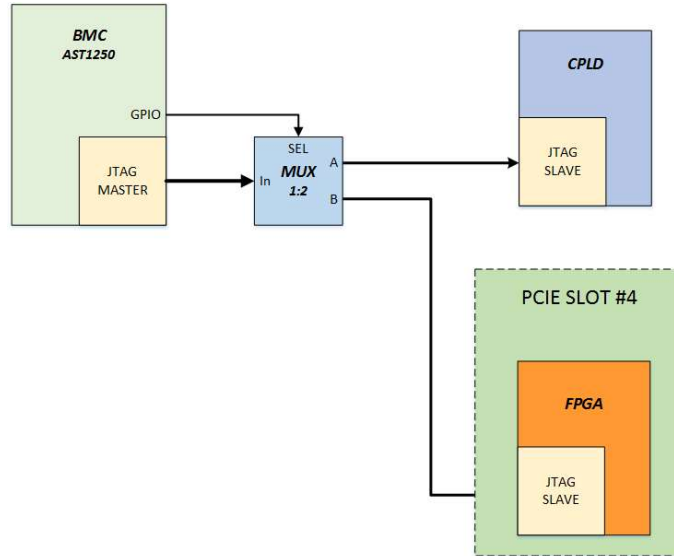 BMC
AST1250
GPIO
JTAG
MASTER
SEL
MUX
1:2
In
A
B
CPLD
JTAG
SLAVE
PCIE SLOT #4
FPGA
JTAG
SLAVE